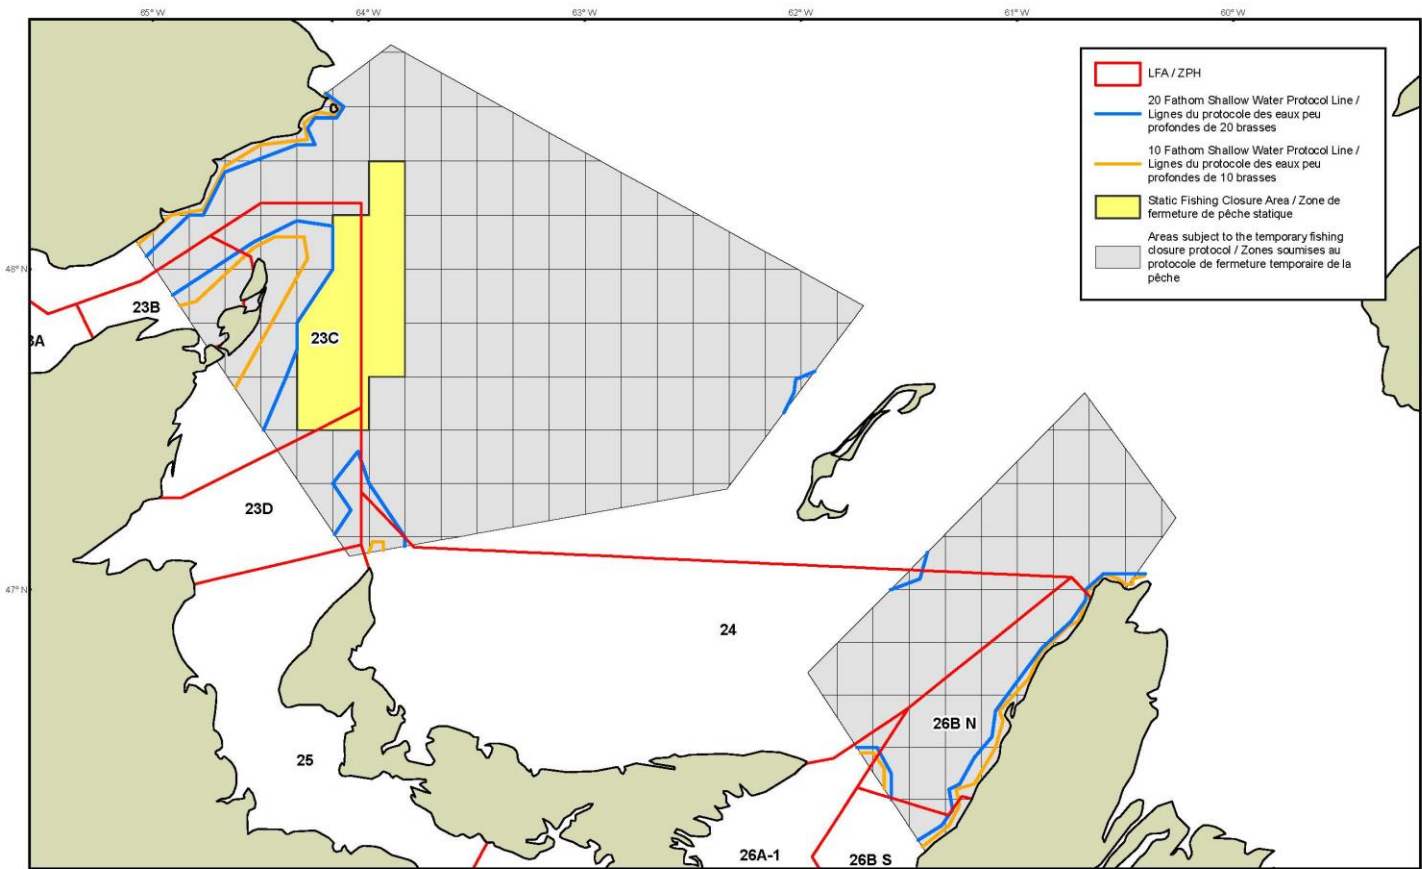 65° W
64° W
63° W
62° W
61° W
60° W
LFA / ZPH
20 Fathom Shallow Water Protocol Line /
Lignes du protocole des eaux peu
profondes de 20 brasses
10 Fathom Shallow Water Protocol Line /
Lignes du protocole des eaux peu
profondes de 10 brasses
Static Fishing Closure Area / Zone de
fermeture de pêche statique
Areas subject to the temporary fishing
closure protocol / Zones soumises au
protocole de fermeture temporaire de la
pêche
48° N
23B
23C
3A
23D
47° N
24
26B N
25
26A-1
26B S